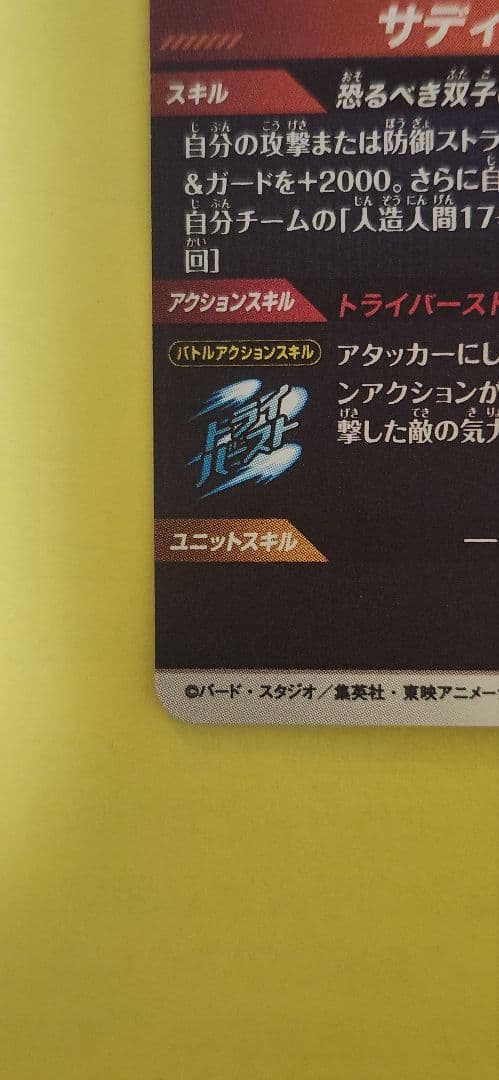 サディ
スキル
恐るべき双子
自分の攻撃または防御ストラ
&ガードを+2000。さらに自
自分チームの「人造人間17
回]
アクションスキル
トライバースト
バトルアクションスキル
アタッカーにし
ンアクションが
撃した敵の気力
トライ
バースト
ユニットスキル
—
©バード・スタジオ／集英社・東映アニメー